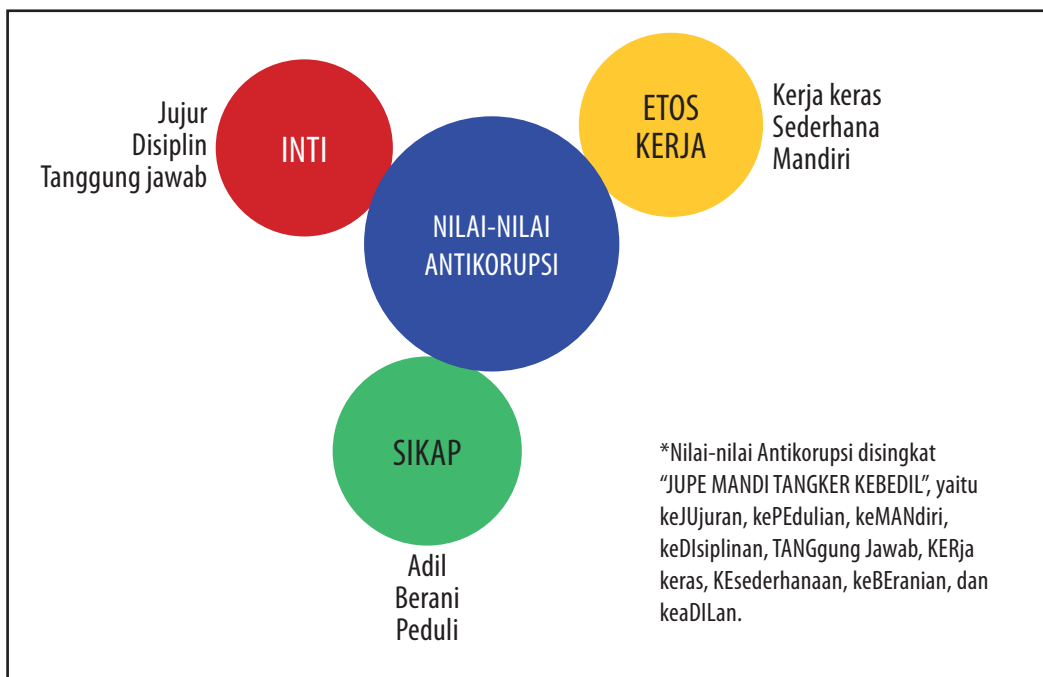 Jujur
Disiplin
Tanggung jawab
INTI
ETOS
KERJA
Kerja keras
Sederhana
Mandiri
NILAI-NILAI
ANTIKORUPSI
SIKAP
Adil
Berani
Peduli
*Nilai-nilai Antikorupsi disingkat
“JUPE MANDI TANGKER KEBEDIL”, yaitu
keJUjuran, kePEdulian, keMANdiri,
keDIsiplinan, TANGgung Jawab, KERja
keras, KEsederhanaan, keBEranian, dan
keaDILan.